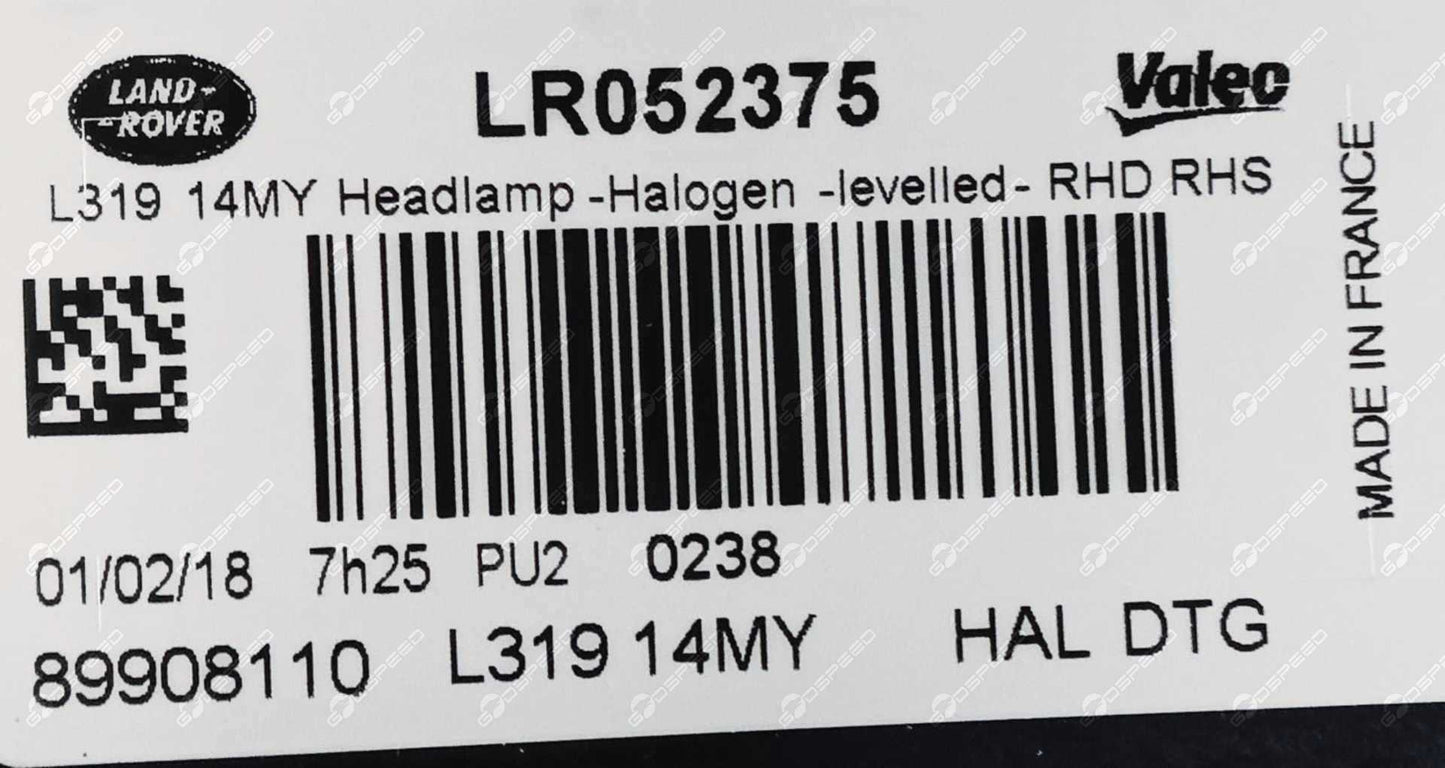 LAND-
-ROVER
LR052375
Valeo
L319 14MY Headlamp -Halogen -levelled- RHD RHS
MADE IN FRANCE
01/02/18 7h25 PU2 0238
89908110 L319 14MY HAL DTG
GODSPEED